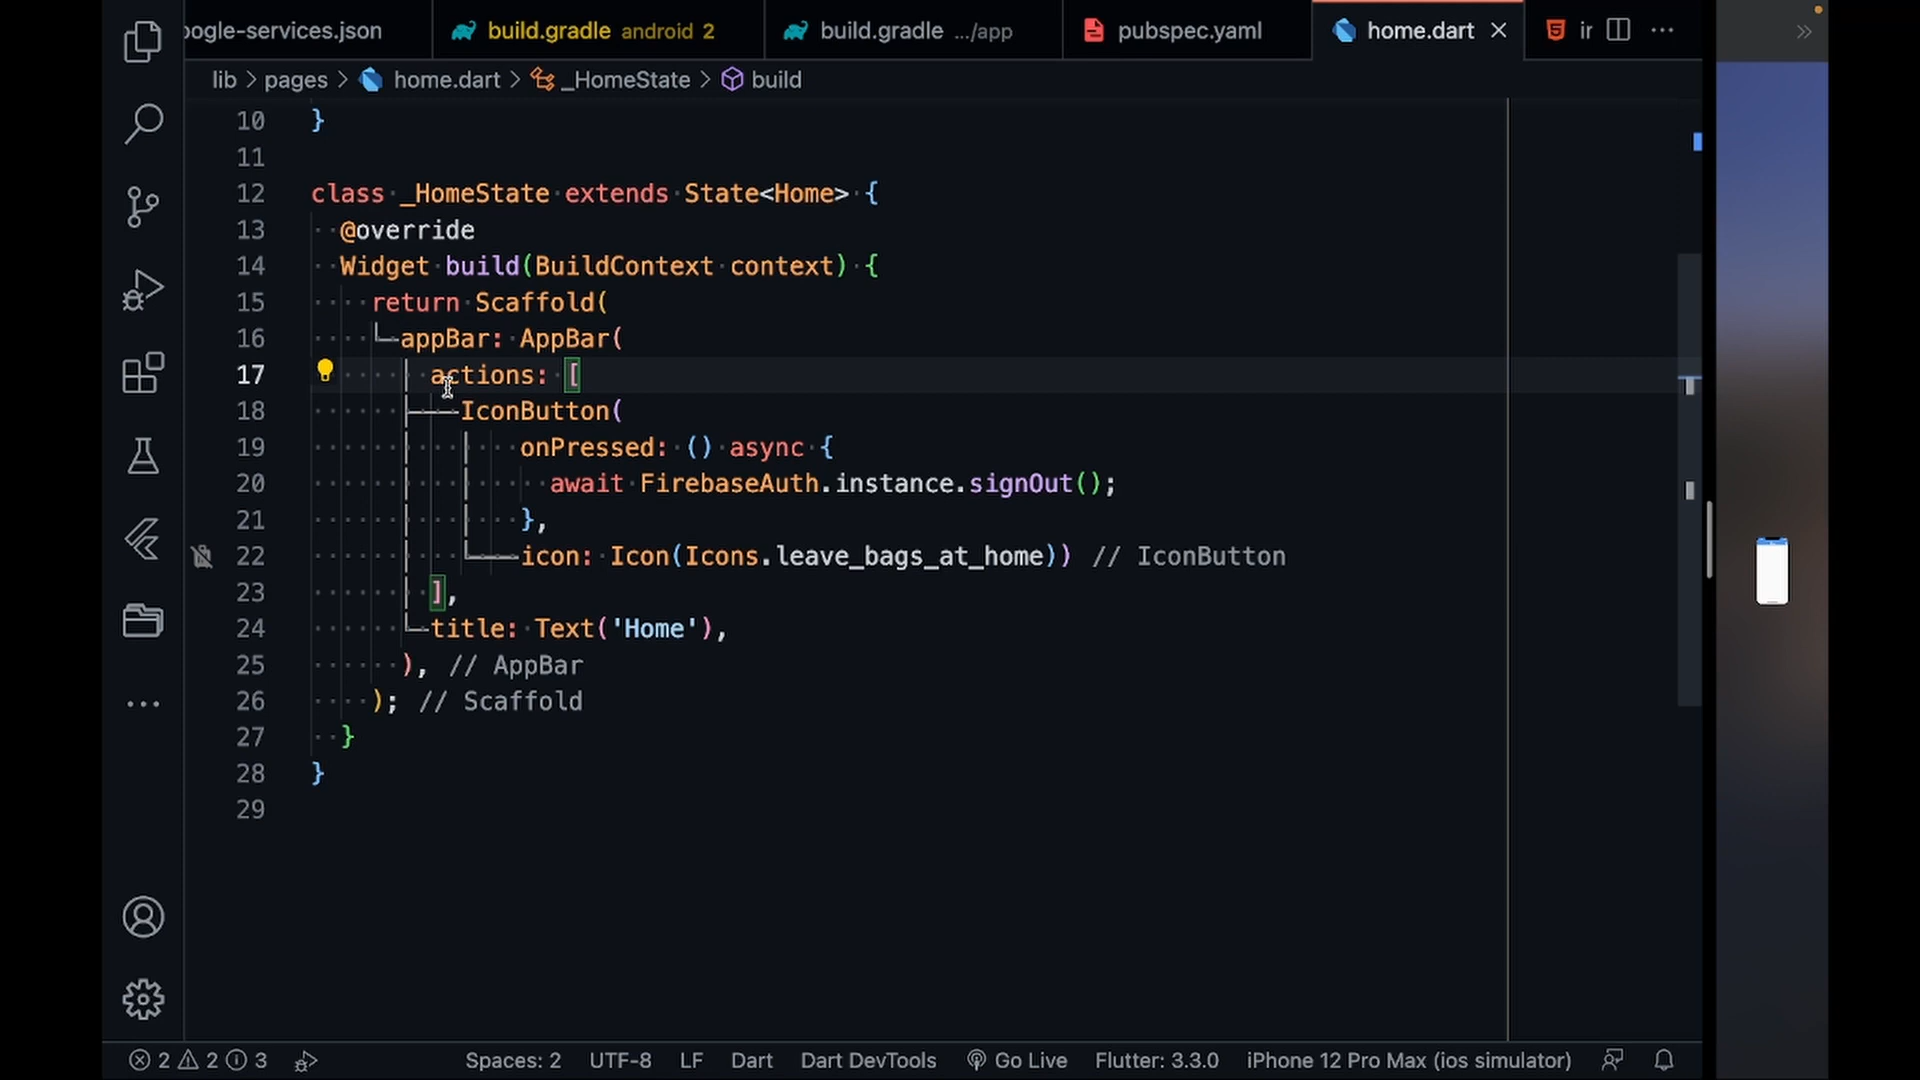 oogle-services.json build.gradle android 2 build.gradle .../app pubspec.yaml home.dart ir
lib > pages > home.dart > _HomeState > build
10 }
11
12 class _HomeState extends State<Home> {
13 @override
14 Widget build(BuildContext context) {
15 return Scaffold(
16 appBar: AppBar(
17 actions: [
18 IconButton(
19 onPressed: () async {
20 await FirebaseAuth.instance.signOut();
21 },
22 icon: Icon(Icons.leave_bags_at_home)) // IconButton
23 ],
24 title: Text('Home'),
25 ), // AppBar
26 ); // Scaffold
27 }
28 }
29
2 2 3 Spaces: 2 UTF-8 LF Dart Dart DevTools Go Live Flutter: 3.3.0 iPhone 12 Pro Max (ios simulator)